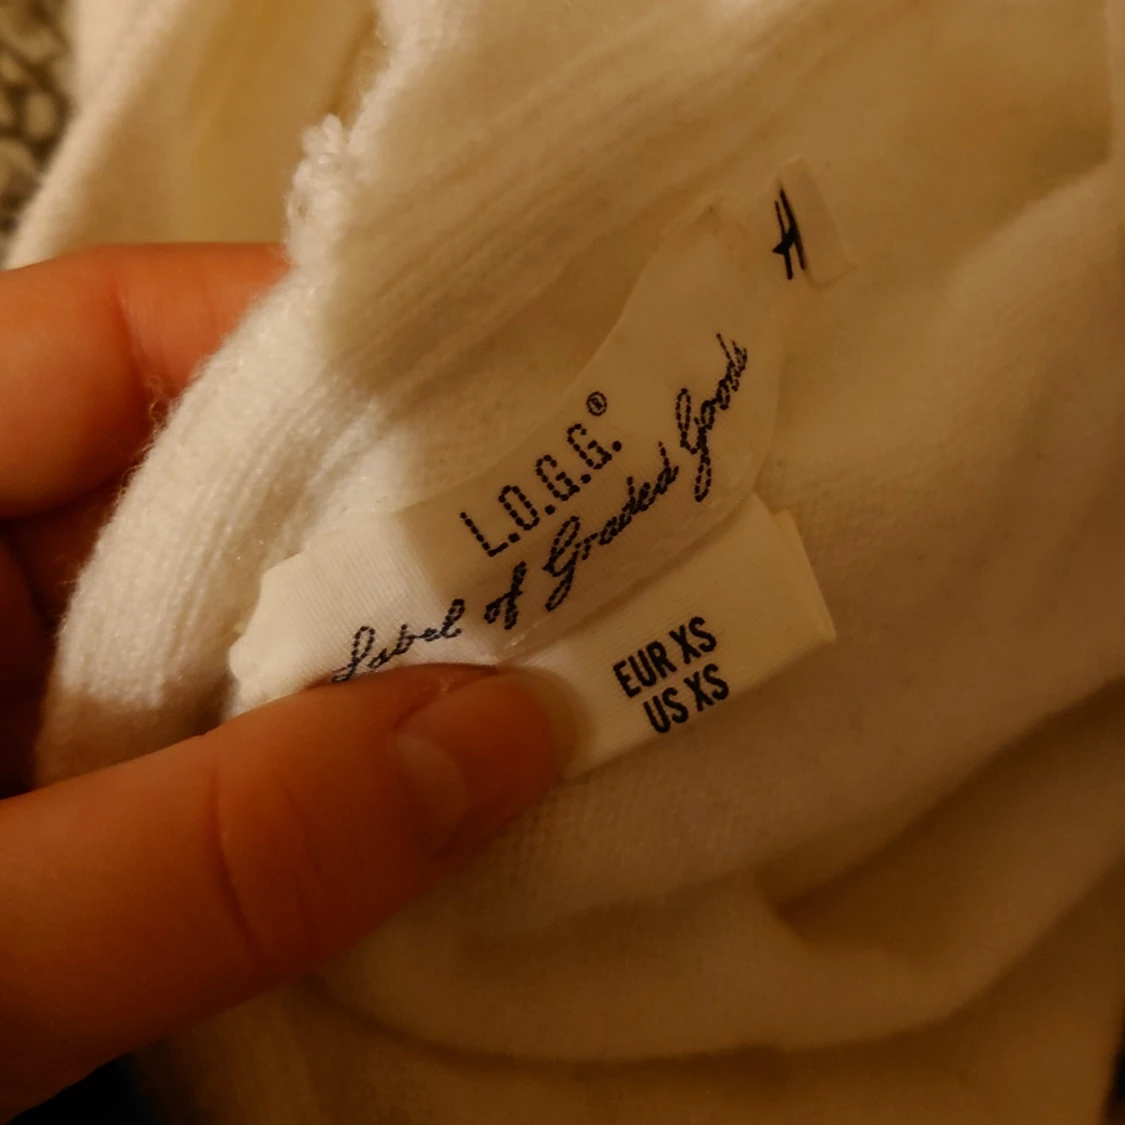 H
L.O.G.G.®
Label of Graded Goods
EUR XS
US XS